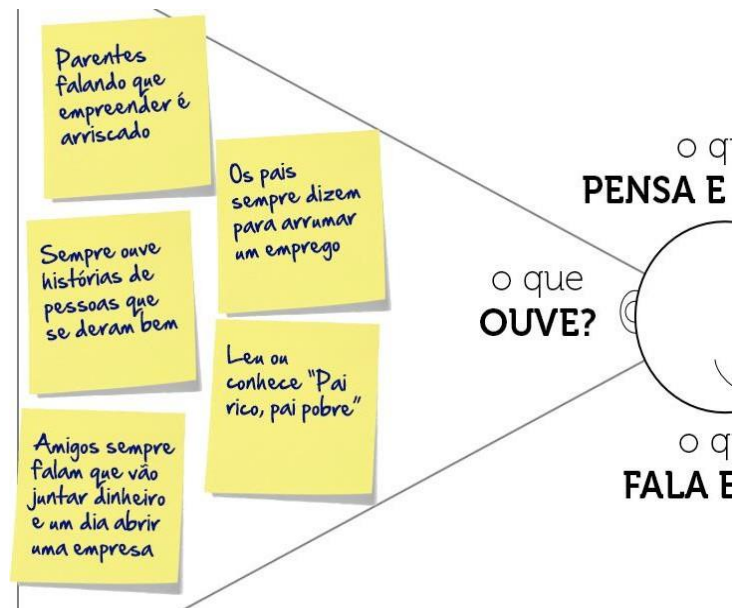 Parentes
falando que
empreender é
arriscado
Os pais
sempre dizem
para arrumar
um emprego
Sempre ouve
histórias de
pessoas que
se deram bem
Leu ou
conhece "Pai
rico, pai pobre"
Amigos sempre
falam que vão
juntar dinheiro
e um dia abrir
uma empresa
o qu
PENSA E
o que
OUVE?
o q
FALA E